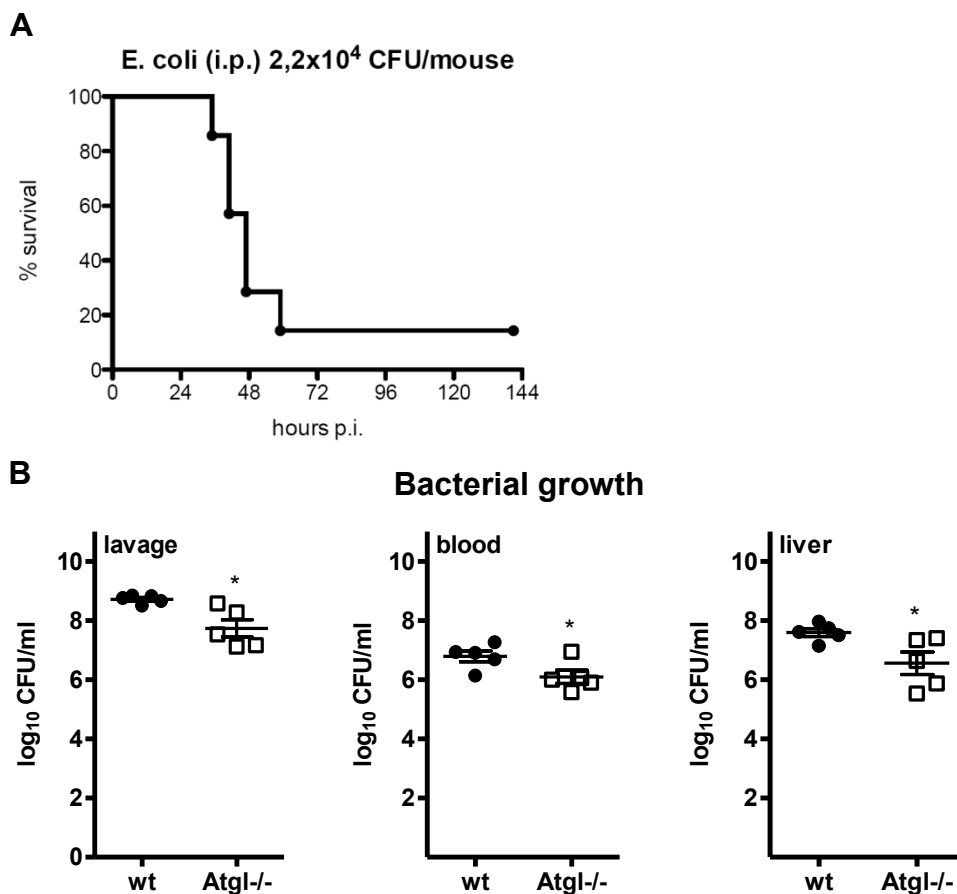 A
E. coli (i.p.) 2,2x10⁴ CFU/mouse
% survival
100
80
60
40
20
0
0 24 48 72 96 120 144
hours p.i.
B
Bacterial growth
lavage
log₁₀ CFU/ml
10
8
6
4
2
0
*
wt Atgl-/-
blood
log₁₀ CFU/ml
10
8
6
4
2
*
wt Atgl-/-
liver
log₁₀ CFU/ml
10
8
6
4
2
*
wt Atgl-/-